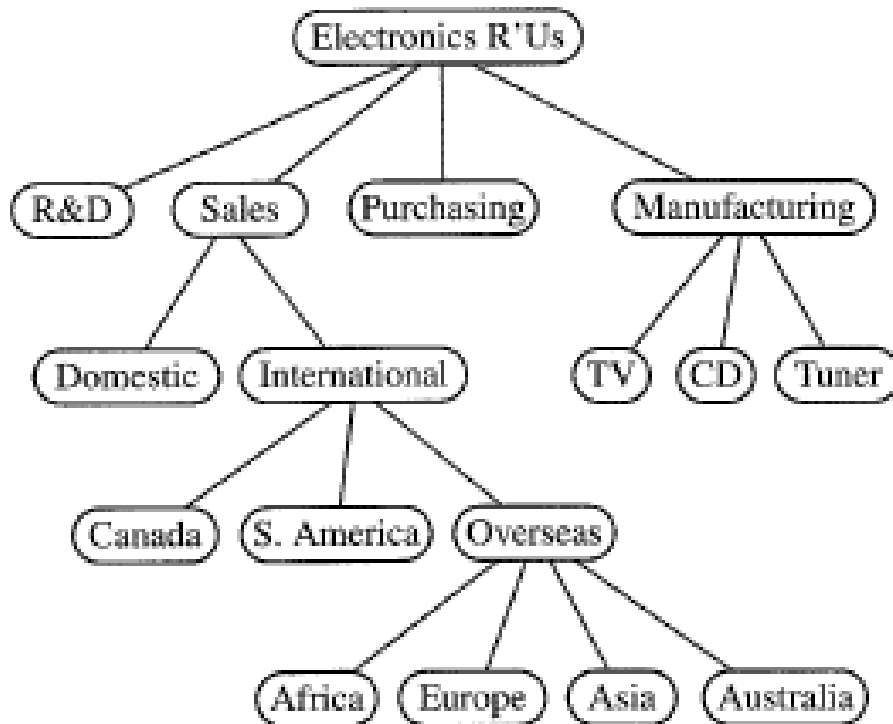 Electronics R'Us
R&D Sales Purchasing Manufacturing
Domestic International TV CD Tuner
Canada S. America Overseas
Africa Europe Asia Australia